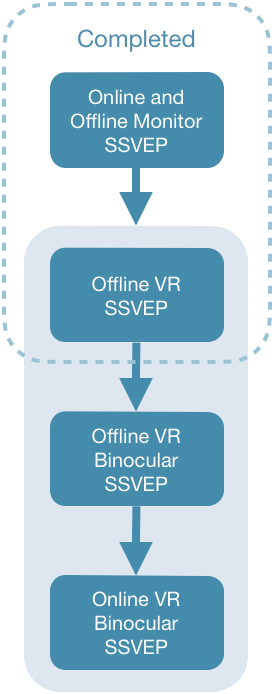 Completed
Online and
Offline Monitor
SSVEP
Offline VR
SSVEP
Offline VR
Binocular
SSVEP
Online VR
Binocular
SSVEP